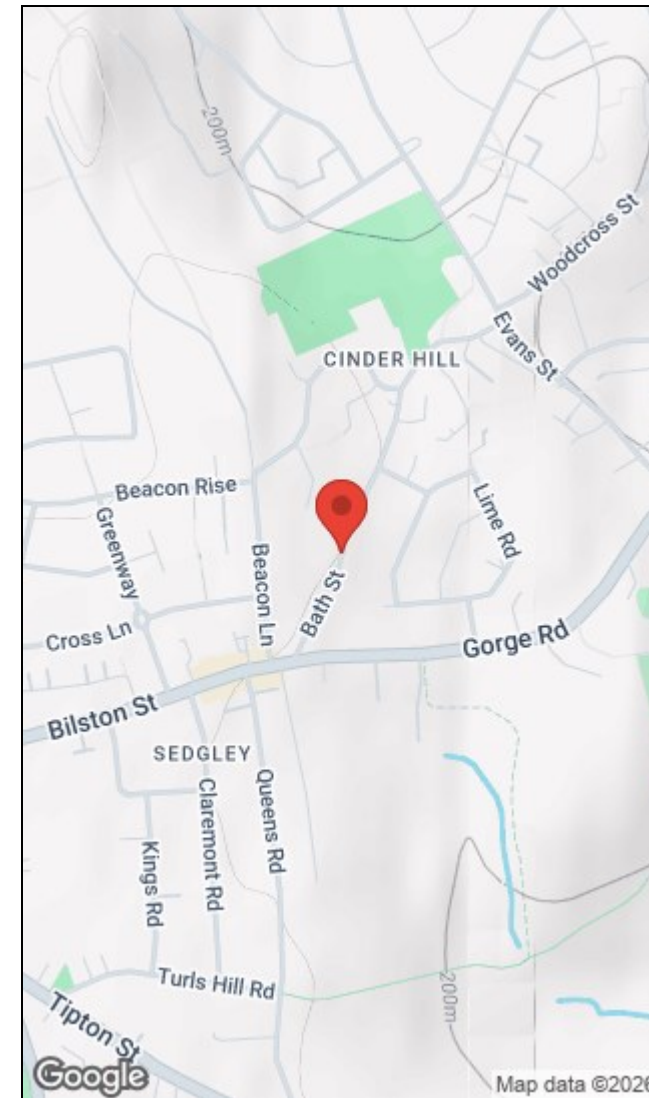 200m
Woodcross St
Evans St
CINDER HILL
Beacon Rise
Greenway
Lime Rd
Beacon Ln
Bath St
Cross Ln
Gorge Rd
Bilston St
SEDGLEY
Queens Rd
Claremont Rd
Kings Rd
Turls Hill Rd
200m
Tipton St
Google
Map data ©2026